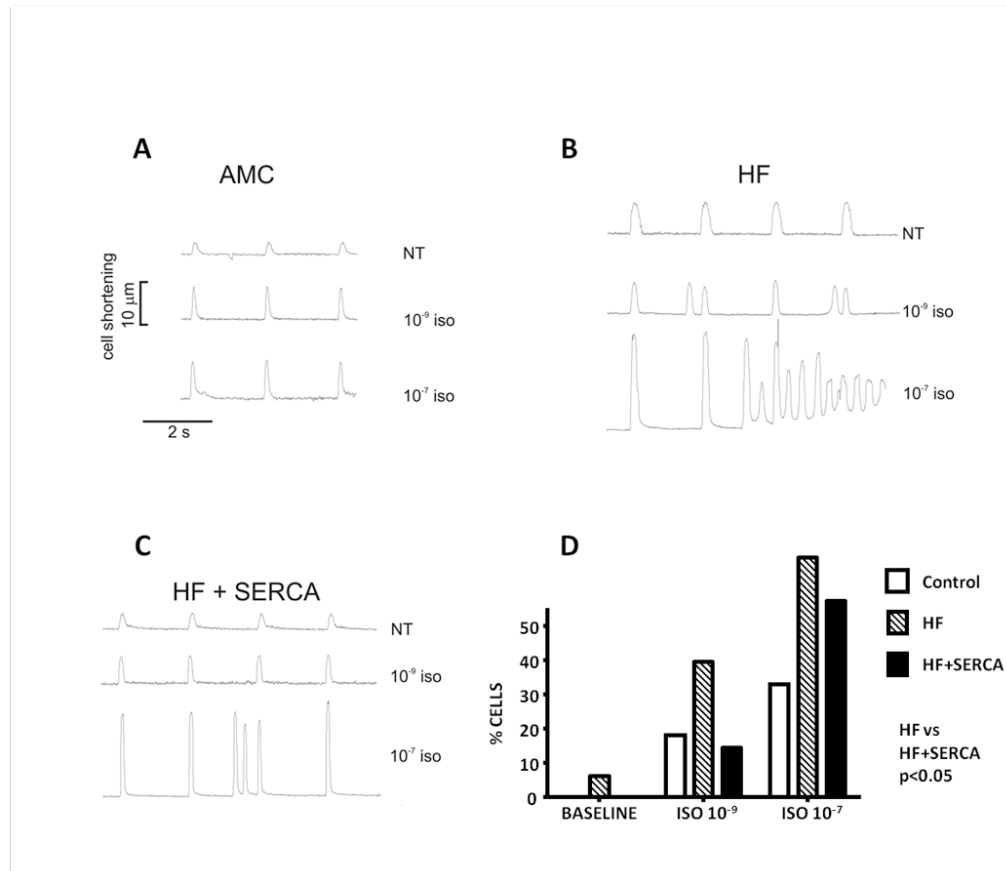 A
AMC
NT
cell shortening
10 μm
10⁻⁹ iso
10⁻⁷ iso
2 s
B
HF
NT
10⁻⁹ iso
10⁻⁷ iso
C
HF + SERCA
NT
10⁻⁹ iso
10⁻⁷ iso
D
% CELLS
50
40
30
20
10
0
BASELINE
ISO 10⁻⁹
ISO 10⁻⁷
Control
HF
HF+SERCA
HF vs
HF+SERCA
p<0.05